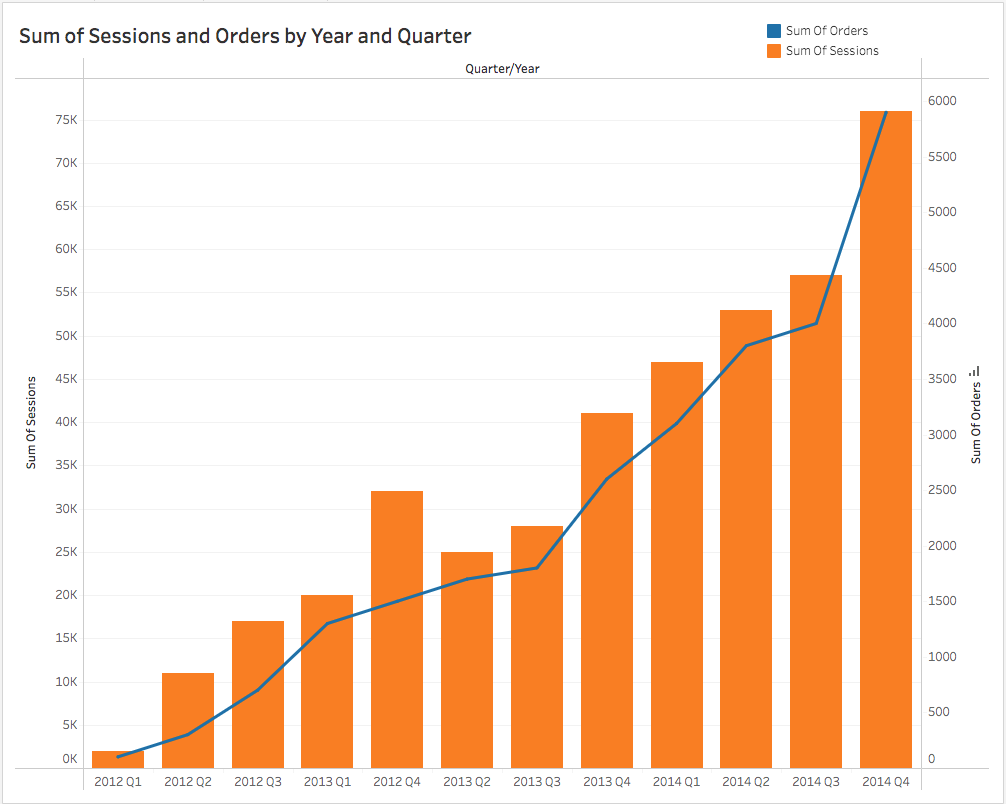 Sum of Sessions and Orders by Year and Quarter
Sum Of Orders
Sum Of Sessions
Quarter/Year
75K
70K
65K
60K
55K
50K
45K
40K
35K
30K
25K
20K
15K
10K
5K
0K
Sum Of Sessions
6000
5500
5000
4500
4000
3500
3000
2500
2000
1500
1000
500
0
Sum Of Orders
2012 Q1 2012 Q2 2012 Q3 2013 Q1 2012 Q4 2013 Q2 2013 Q3 2013 Q4 2014 Q1 2014 Q2 2014 Q3 2014 Q4